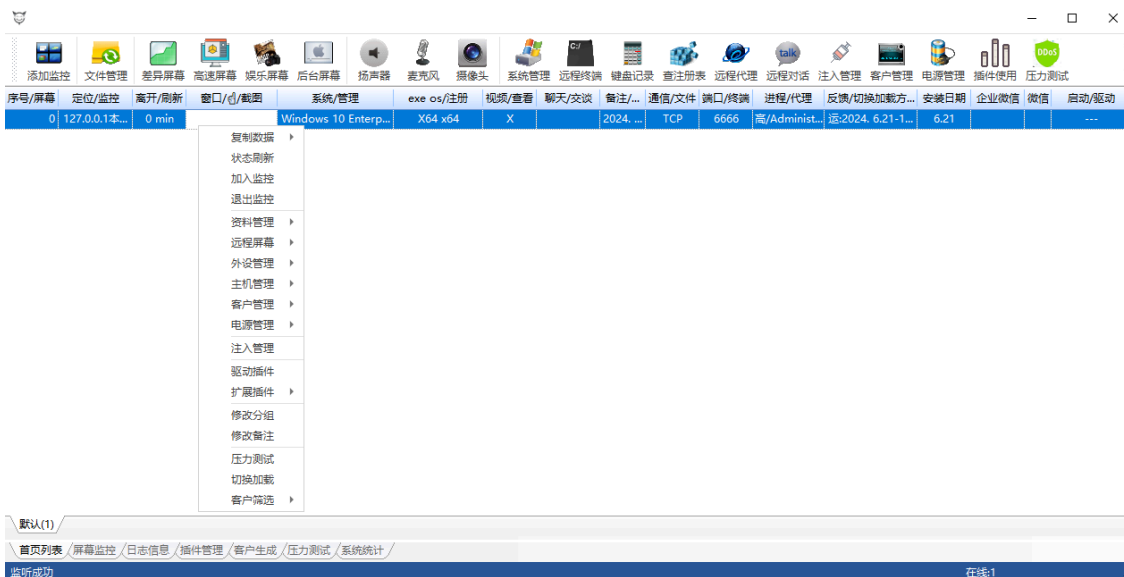 C:/ talk DDoS
添加监控 文件管理 差异屏幕 高速屏幕 娱乐屏幕 后台屏幕 扬声器 麦克风 摄像头 系统管理 远程终端 键盘记录 查注册表 远程代理 远程对话 注入管理 客户管理 电源管理 插件使用 压力测试
序号/屏幕 定位/监控 离开/刷新 窗口/☝/截图 系统/管理 exe os/注册 视频/查看 聊天/交谈 备注/... 通信/文件 端口/终端 进程/代理 反馈/切换加载方... 安装日期 企业微信 微信 启动/驱动
0 127.0.0.1本... 0 min Windows 10 Enterp... X64 x64 X 2024. ... TCP 6666 高/Administ... 运:2024. 6.21-1... 6.21 ---
复制数据
状态刷新
加入监控
退出监控
资料管理
远程屏幕
外设管理
主机管理
客户管理
电源管理
注入管理
驱动插件
扩展插件
修改分组
修改备注
压力测试
切换加载
客户筛选
默认(1)
首页列表 屏幕监控 日志信息 插件管理 客户生成 压力测试 系统统计
监听成功 在线:1